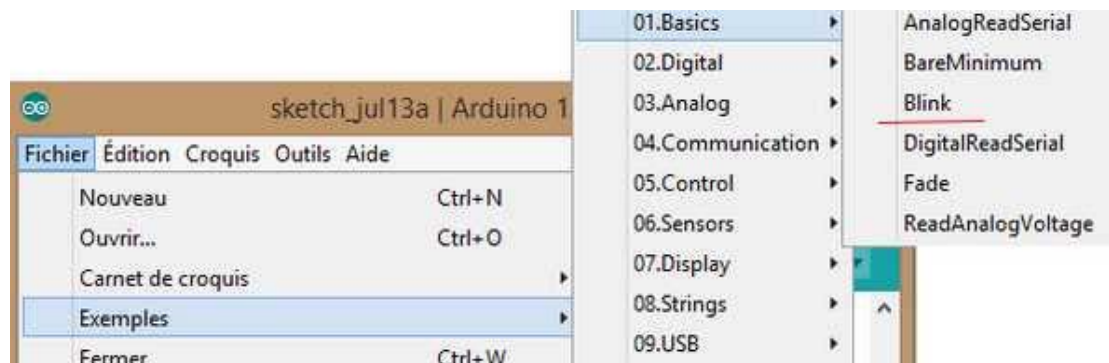 sketch_jul13a | Arduino 1
Fichier Édition Croquis Outils Aide
Nouveau Ctrl+N
Ouvrir... Ctrl+O
Carnet de croquis
Exemples
Fermer Ctrl+W
01.Basics
02.Digital
03.Analog
04.Communication
05.Control
06.Sensors
07.Display
08.Strings
09.USB
AnalogReadSerial
BareMinimum
Blink
DigitalReadSerial
Fade
ReadAnalogVoltage